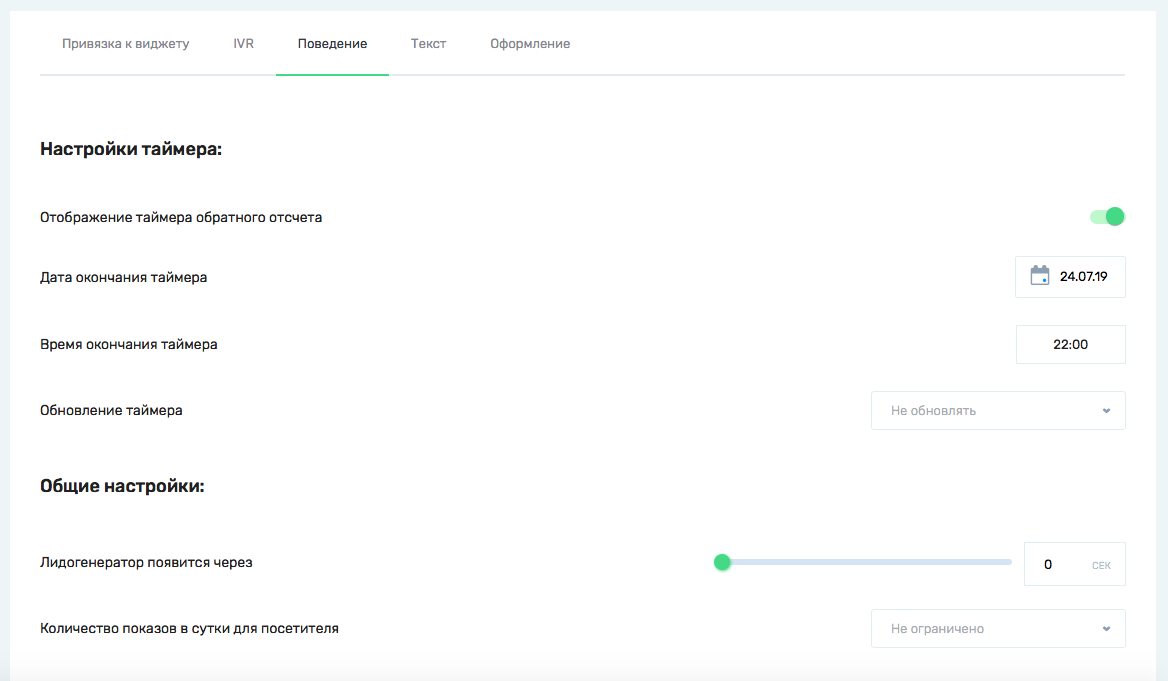 Привязка к виджету IVR Поведение Текст Оформление
Настройки таймера:
Отображение таймера обратного отсчета
Дата окончания таймера 24.07.19
Время окончания таймера 22:00
Обновление таймера Не обновлять
Общие настройки:
Лидогенератор появится через 0 СЕК
Количество показов в сутки для посетителя Не ограничено